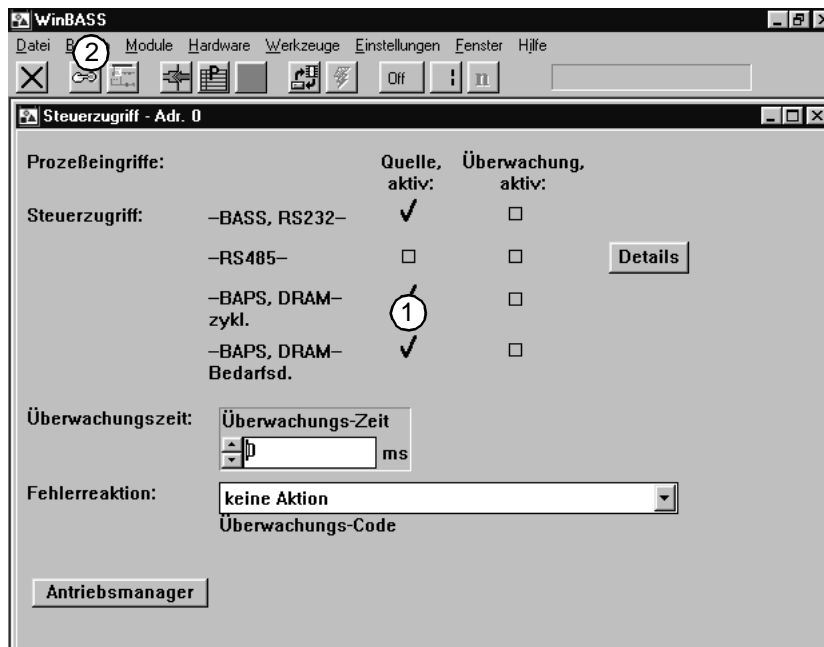 WinBASS
Datei B 2 Module Hardware Werkzeuge Einstellungen Fenster Hilfe
P Off n
Steuerzugriff - Adr. 0
Prozeßeingriffe: Quelle, aktiv: Überwachung, aktiv:
Steuerzugriff: –BASS, RS232–
–RS485– Details
–BAPS, DRAM–
zykl. 1
–BAPS, DRAM–
Bedarfsd.
Überwachungszeit: Überwachungs-Zeit
0 ms
Fehlerreaktion: keine Aktion
Überwachungs-Code
Antriebsmanager